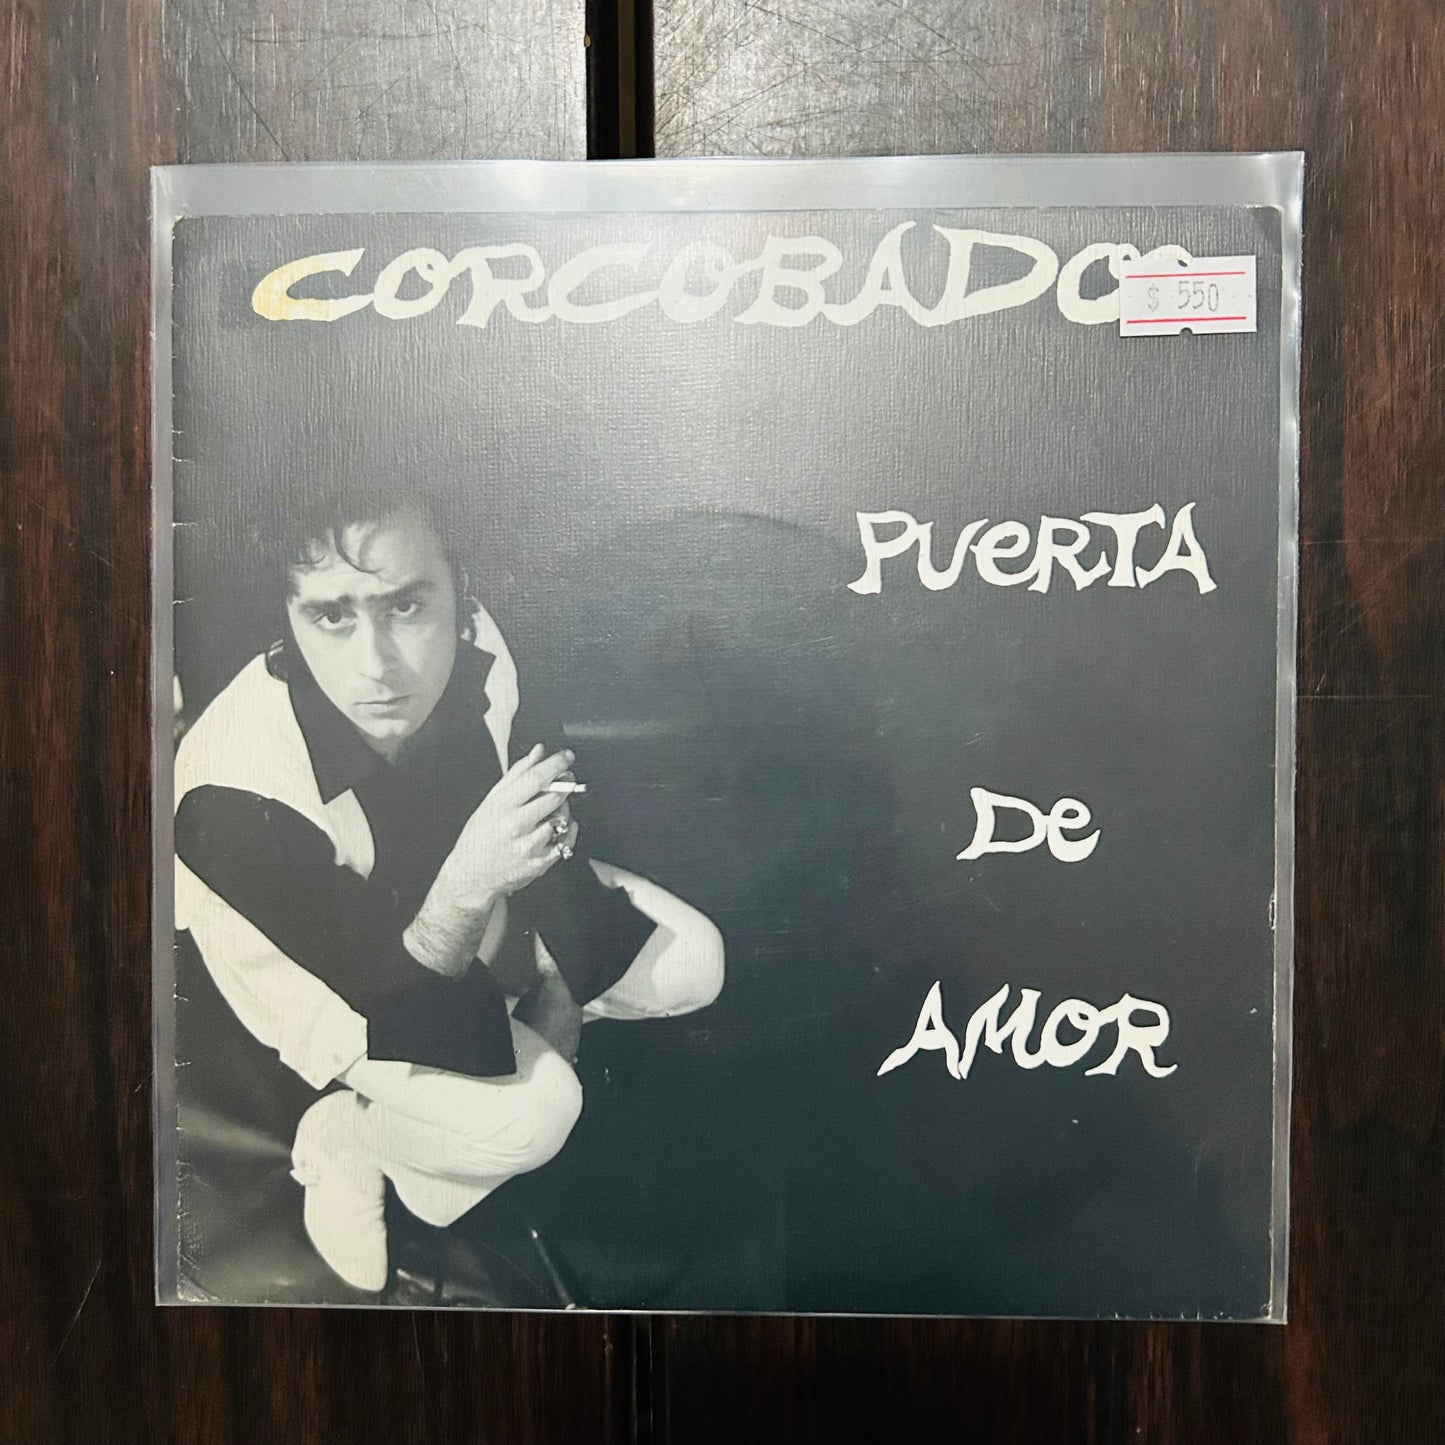 CORCOBADO
$ 550
PUERTA
DE
AMOR